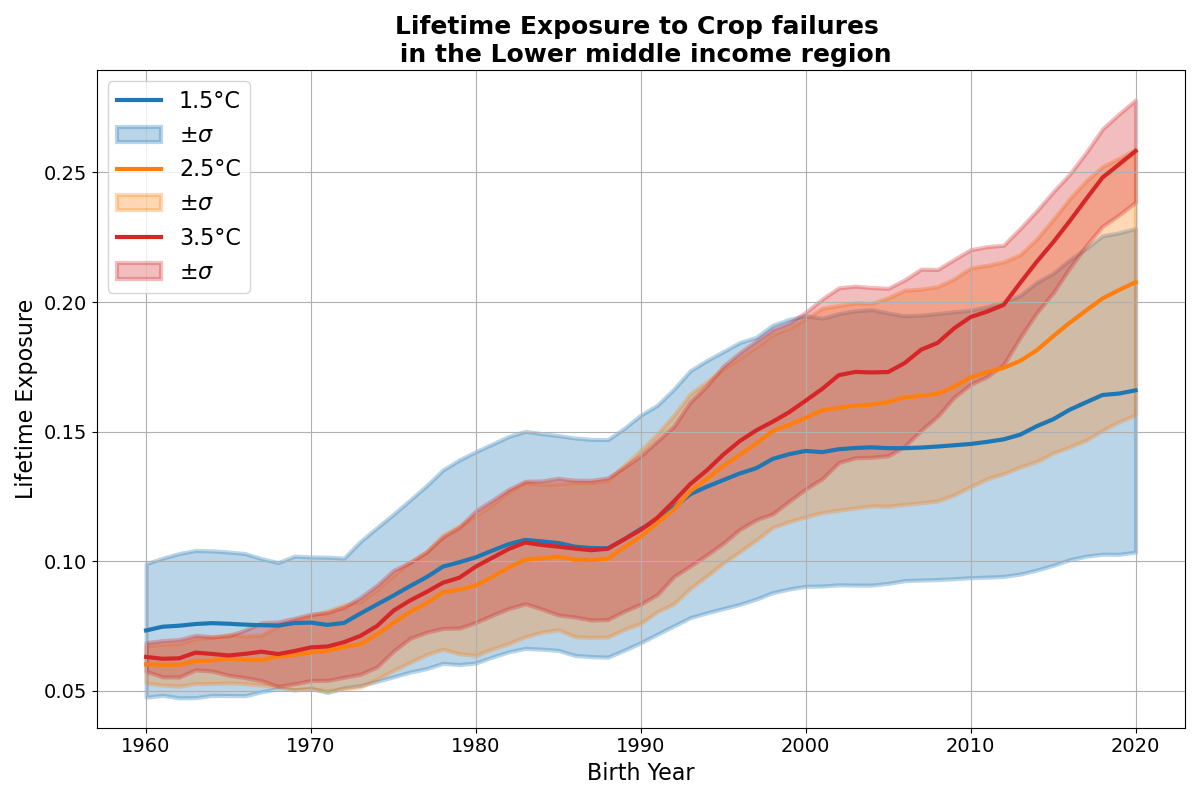 Lifetime Exposure to Crop failures
in the Lower middle income region
1.5°C
±σ
2.5°C
±σ
3.5°C
±σ
Lifetime Exposure
0.25
0.20
0.15
0.10
0.05
1960 1970 1980 1990 2000 2010 2020
Birth Year